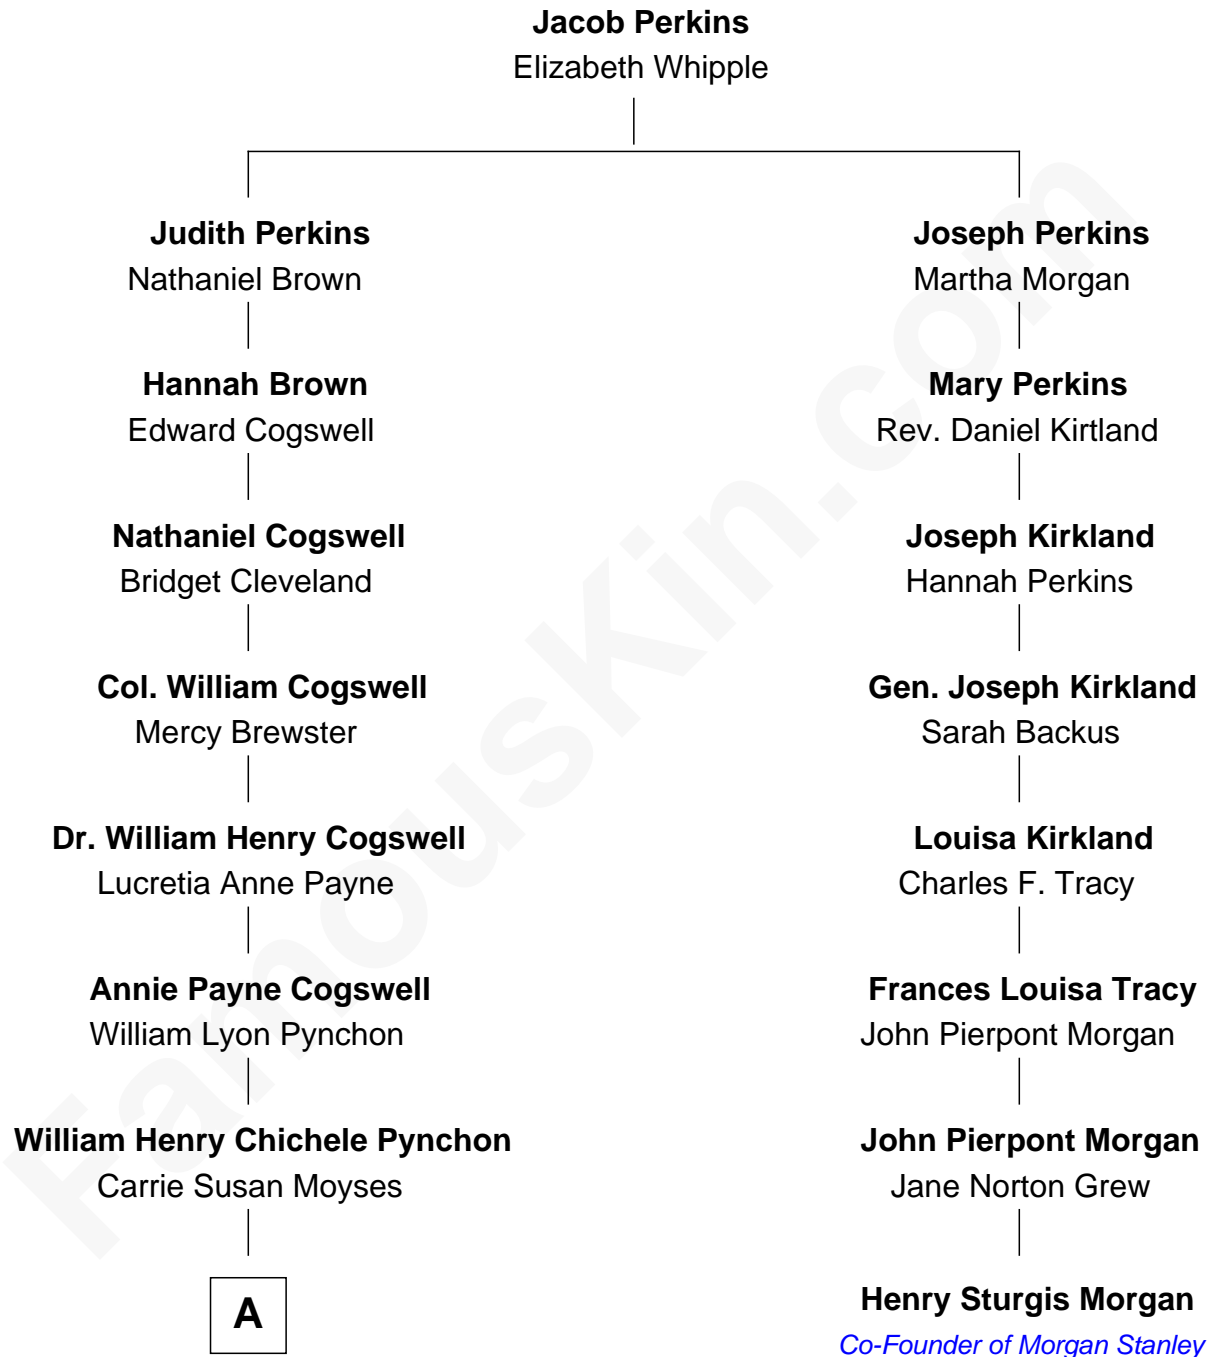 Jacob Perkins
Elizabeth Whipple
Judith Perkins
Nathaniel Brown
Hannah Brown
Edward Cogswell
Nathaniel Cogswell
Bridget Cleveland
Col. William Cogswell
Mercy Brewster
Dr. William Henry Cogswell
Lucretia Anne Payne
Annie Payne Cogswell
William Lyon Pynchon
William Henry Chichele Pynchon
Carrie Susan Moyses
A
Joseph Perkins
Martha Morgan
Mary Perkins
Rev. Daniel Kirtland
Joseph Kirkland
Hannah Perkins
Gen. Joseph Kirkland
Sarah Backus
Louisa Kirkland
Charles F. Tracy
Frances Louisa Tracy
John Pierpont Morgan
John Pierpont Morgan
Jane Norton Grew
Henry Sturgis Morgan
Co-Founder of Morgan Stanley
FamousKin.com